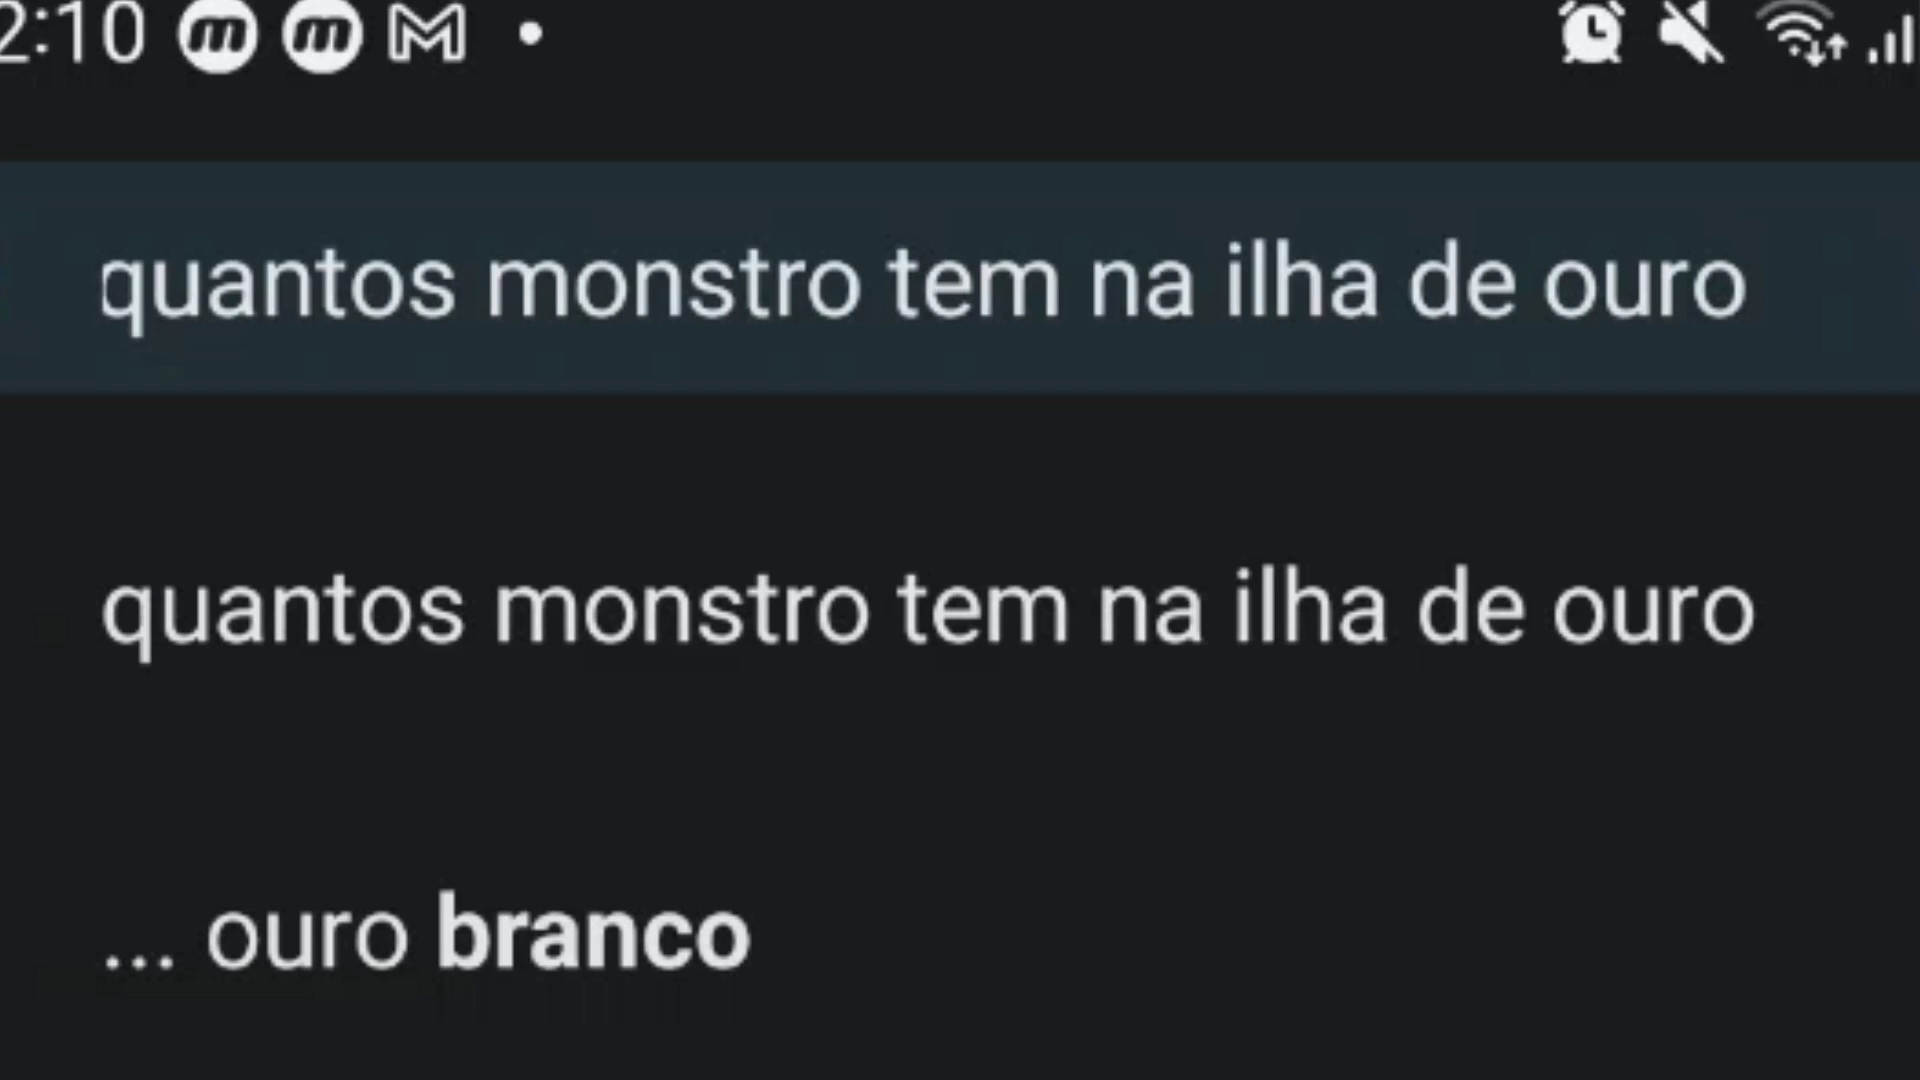 2:10
quantos monstro tem na ilha de ouro
quantos monstro tem na ilha de ouro
... ouro branco